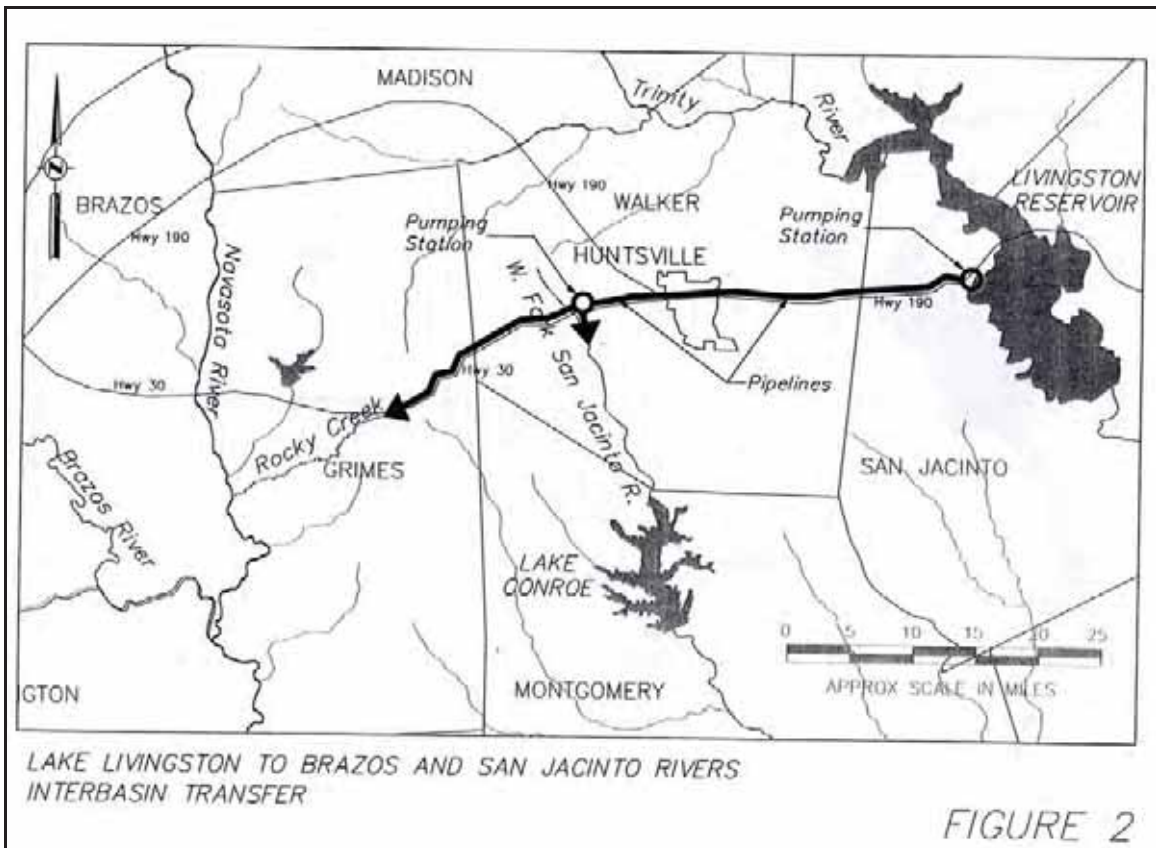 MADISON
Trinity
River
BRAZOS
Hwy 190
Hwy 190
WALKER
LIVINGSTON
RESERVOIR
Pumping
Station
Pumping
Station
HUNTSVILLE
Navasota River
W. Fork San Jacinto R.
Hwy 190
Hwy 30
Hwy 30
Pipelines
Rocky Creek
GRIMES
SAN JACINTO
Brazos River
LAKE
CONROE
0 5 10 15 20 25
APPROX SCALE IN MILES
INGTON
MONTGOMERY
LAKE LIVINGSTON TO BRAZOS AND SAN JACINTO RIVERS
INTERBASIN TRANSFER
FIGURE 2